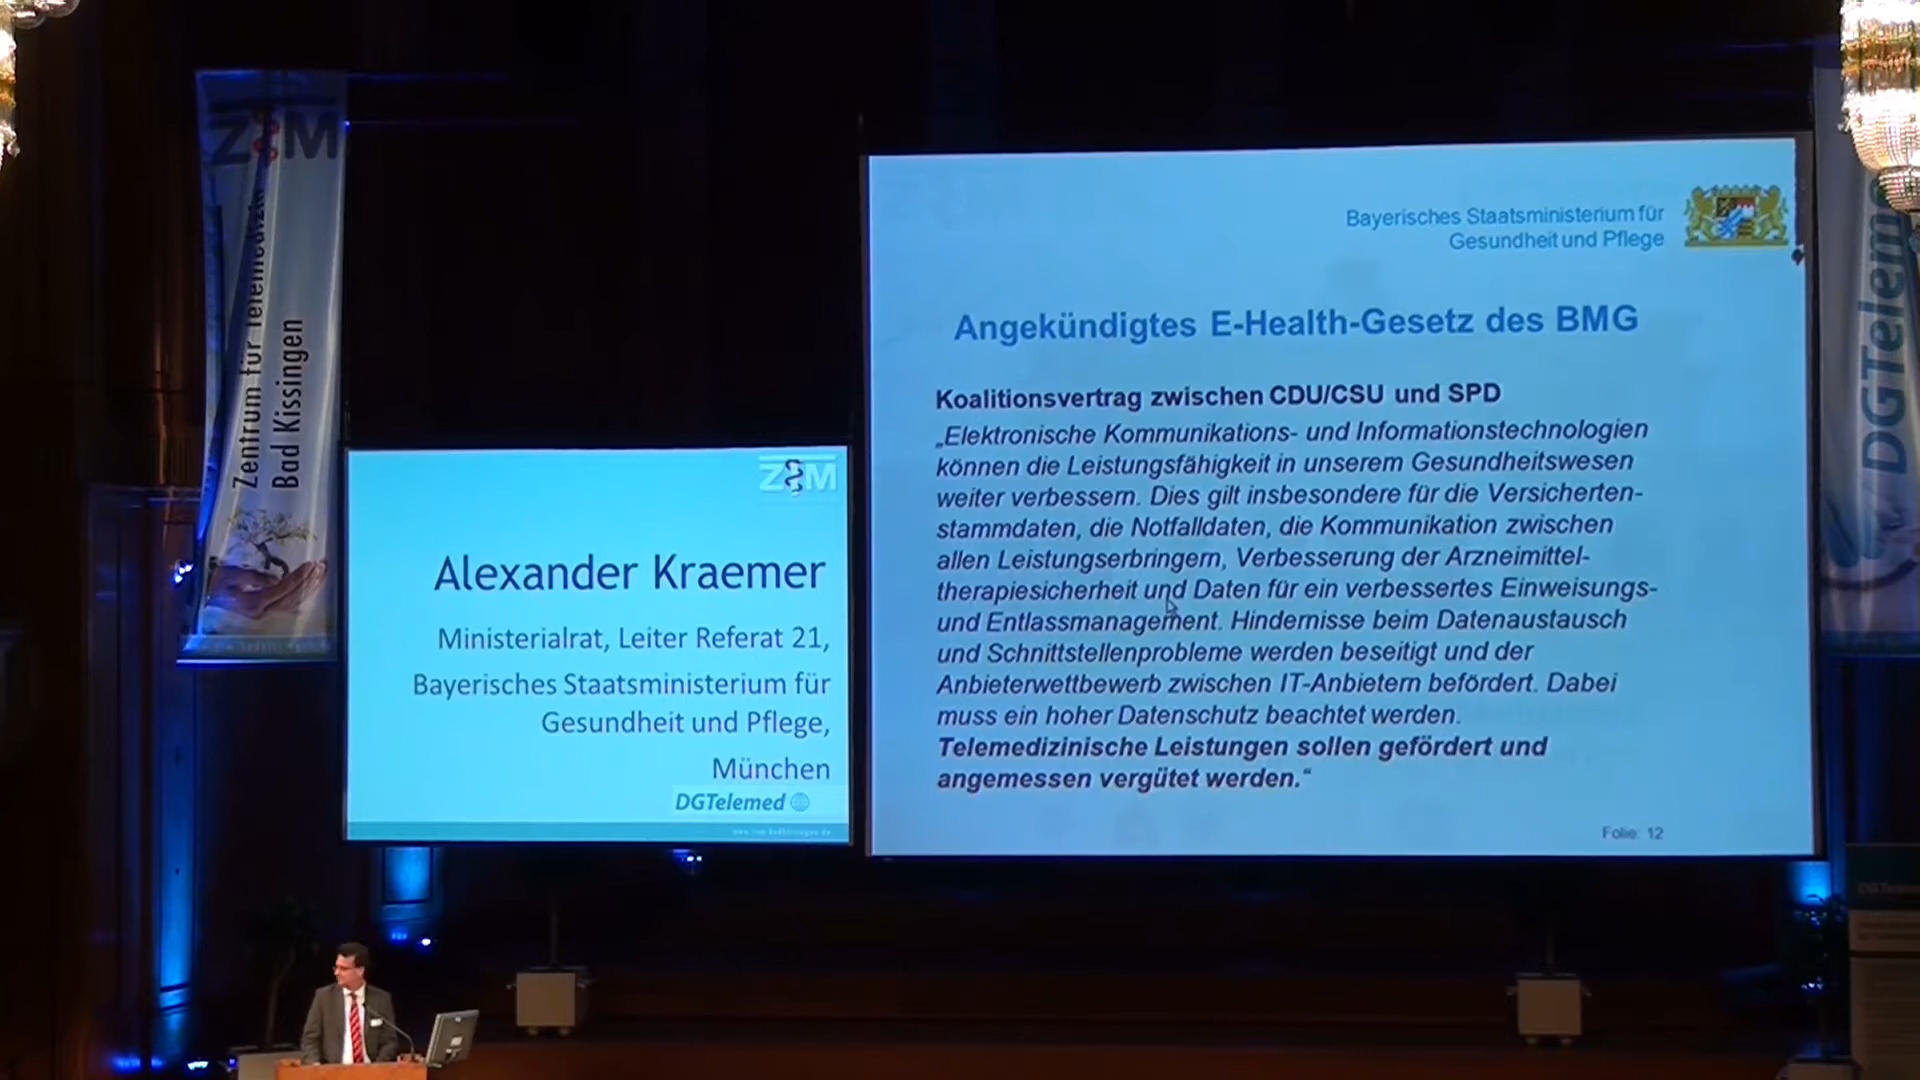 ZTM
Zentrum für Telemedizin
Bad Kissingen
ZTM
Alexander Kraemer
Ministerialrat, Leiter Referat 21,
Bayerisches Staatsministerium für
Gesundheit und Pflege,
München
DGTelemed
Bayerisches Staatsministerium für
Gesundheit und Pflege
Angekündigtes E-Health-Gesetz des BMG
Koalitionsvertrag zwischen CDU/CSU und SPD
„Elektronische Kommunikations- und Informationstechnologien
können die Leistungsfähigkeit in unserem Gesundheitswesen
weiter verbessern. Dies gilt insbesondere für die Versicherten-
stammdaten, die Notfalldaten, die Kommunikation zwischen
allen Leistungserbringern, Verbesserung der Arzneimittel-
therapiesicherheit und Daten für ein verbessertes Einweisungs-
und Entlassmanagement. Hindernisse beim Datenaustausch
und Schnittstellenprobleme werden beseitigt und der
Anbieterwettbewerb zwischen IT-Anbietern befördert. Dabei
muss ein hoher Datenschutz beachtet werden.
Telemedizinische Leistungen sollen gefördert und
angemessen vergütet werden.“
Folie: 12
DGTeleme